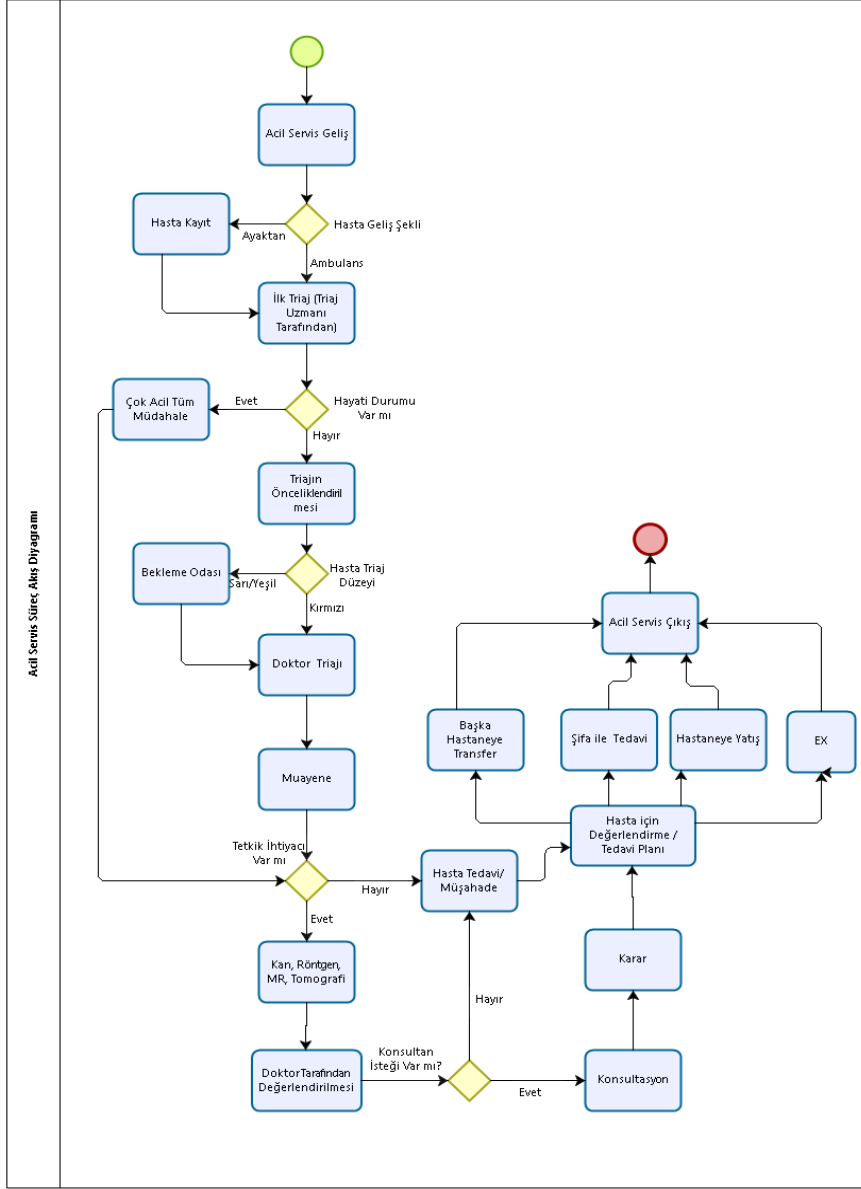 Acil Servis Süreç Akış Diyagramı
Acil Servis Geliş
Hasta Kayıt
Ayaktan
Hasta Geliş Şekli
Ambulans
İlk Triaj (Triaj
Uzmanı
Tarafından)
Çok Acil Tüm
Müdahale
Evet
Hayati Durumu
Var mı
Hayır
Triajın
Önceliklendiril
mesi
Bekleme Odası
Sarı/Yeşil
Hasta Triaj
Düzeyi
Kırmızı
Doktor Triajı
Muayene
Tetkik İhtiyacı
Var mı
Hayır
Evet
Kan, Röntgen,
MR, Tomografi
Doktor Tarafından
Değerlendirilmesi
Konsultan
İsteği Var mı?
Hayır
Evet
Konsultasyon
Karar
Hasta Tedavi/
Müşahade
Hasta için
Değerlendirme /
Tedavi Planı
Başka
Hastaneye
Transfer
Şifa ile Tedavi
Hastaneye Yatış
EX
Acil Servis Çıkış